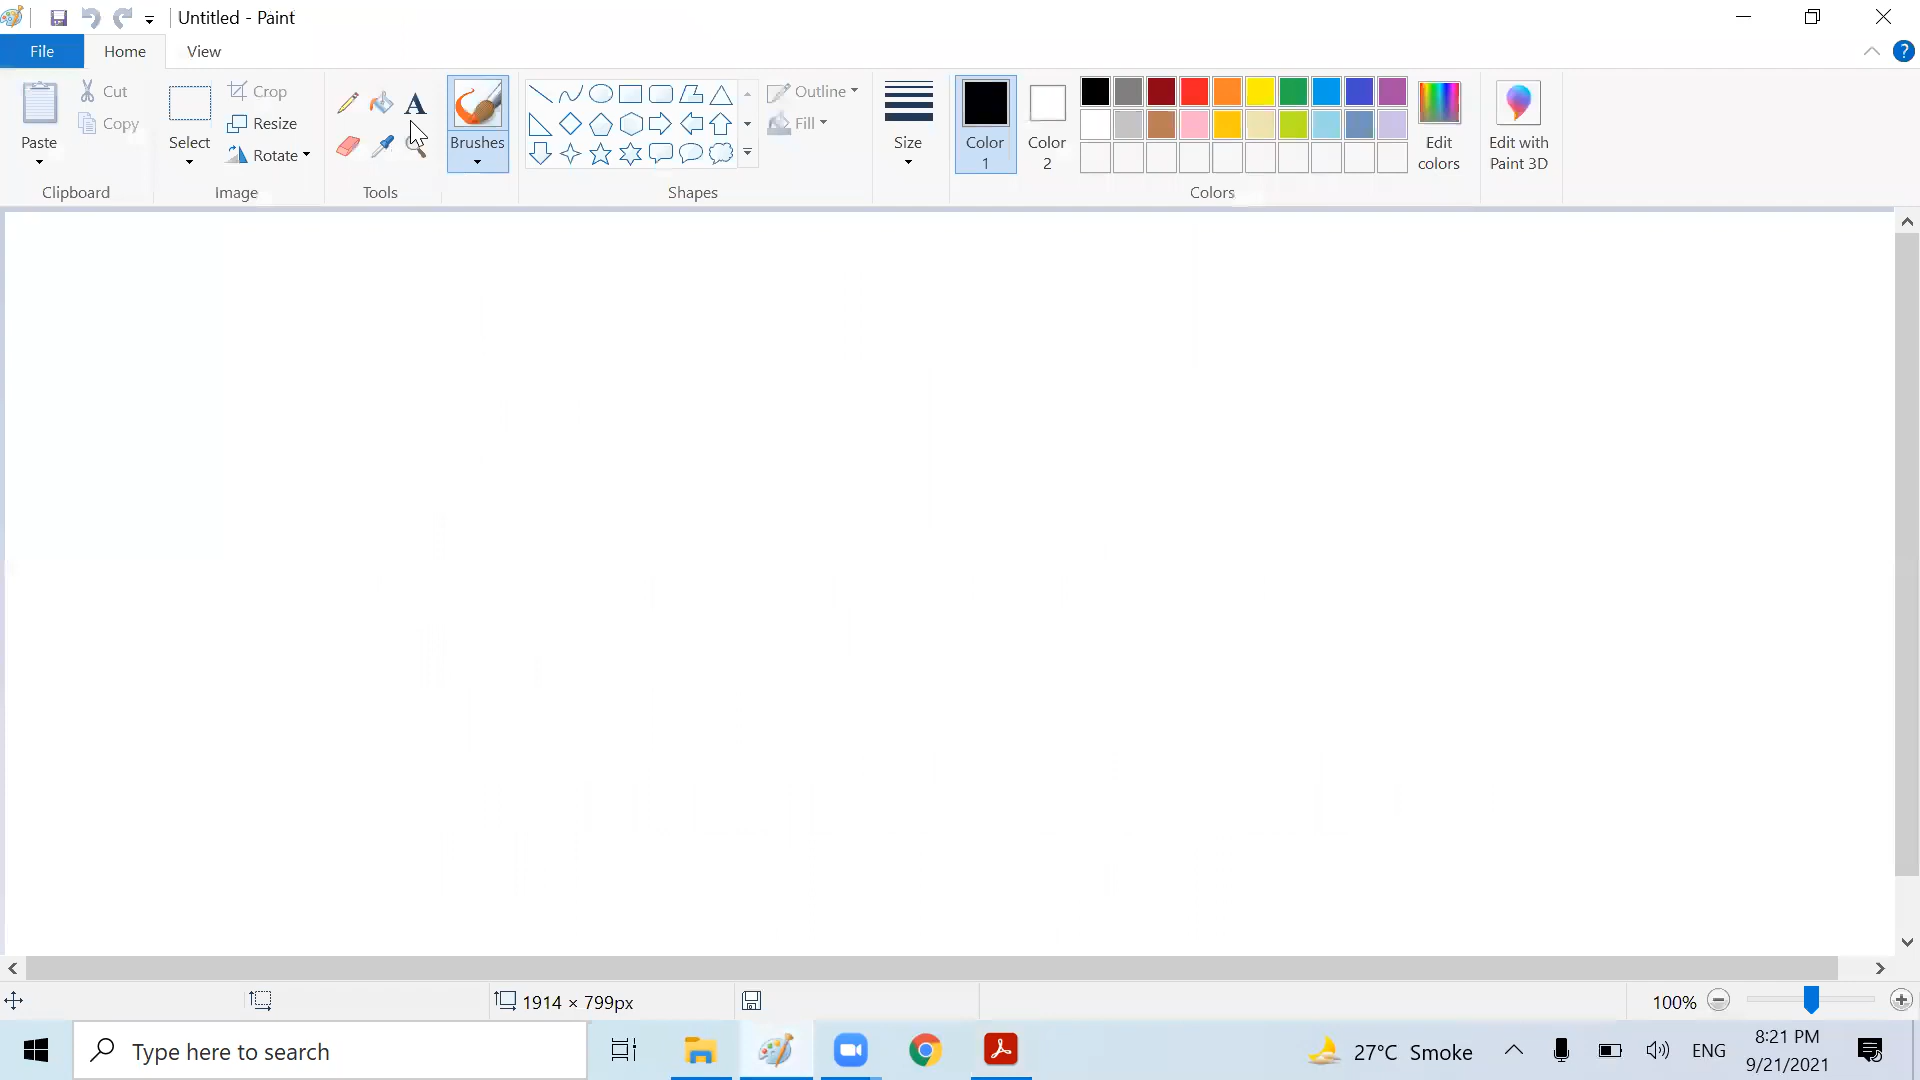 Untitled - Paint
File Home View
Paste
Cut
Copy
Clipboard
Select
Crop
Resize
Rotate
Image
A
Tools
Brushes
Shapes
Outline
Fill
Size
Color 1
Color 2
Colors
Edit colors
Edit with Paint 3D
?
1914 × 799px
100%
Type here to search
27°C Smoke
ENG
8:21 PM
9/21/2021